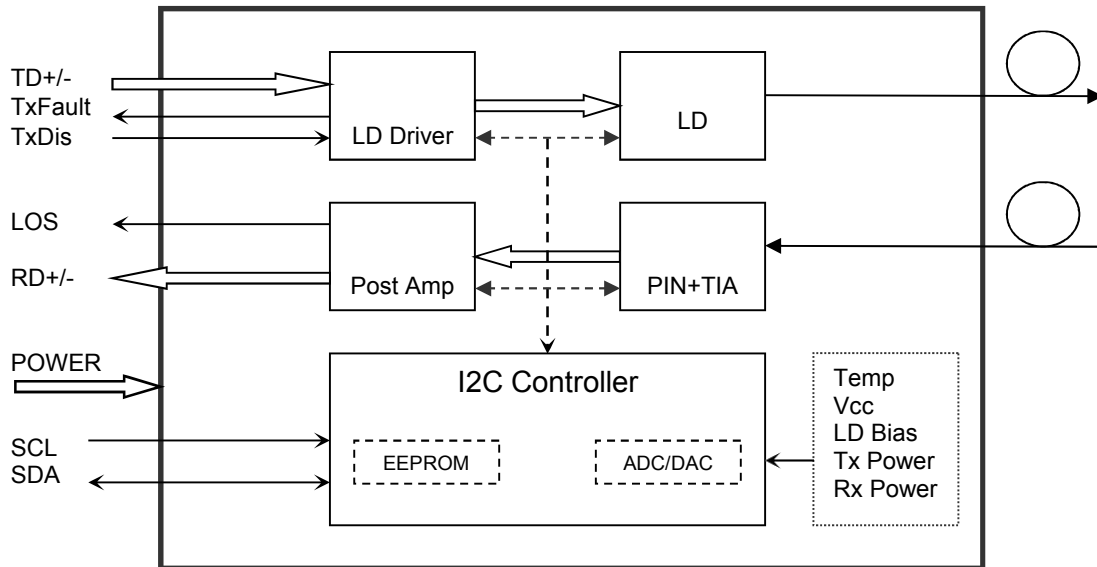 TD+/-
TxFault
TxDis
LD Driver
LD
LOS
RD+/-
Post Amp
PIN+TIA
POWER
I2C Controller
SCL
SDA
EEPROM
ADC/DAC
Temp
Vcc
LD Bias
Tx Power
Rx Power